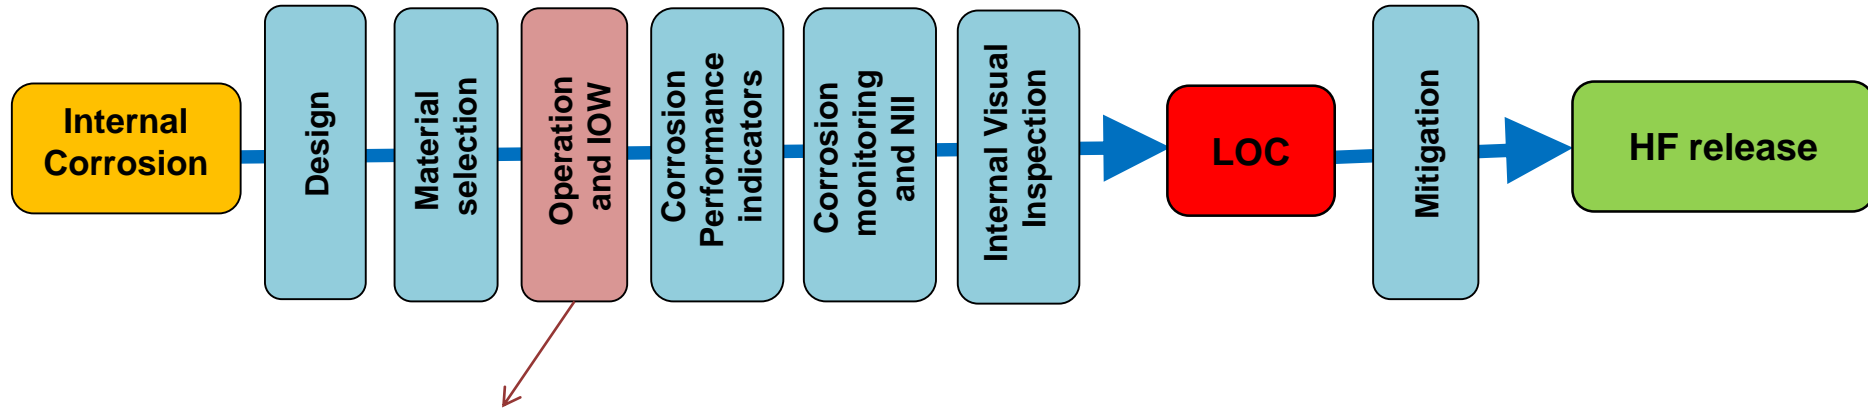 Internal
Corrosion
Design
Material
selection
Operation
and IOW
Corrosion
Performance
indicators
Corrosion
monitoring
and NII
Internal Visual
Inspection
LOC
Mitigation
HF release